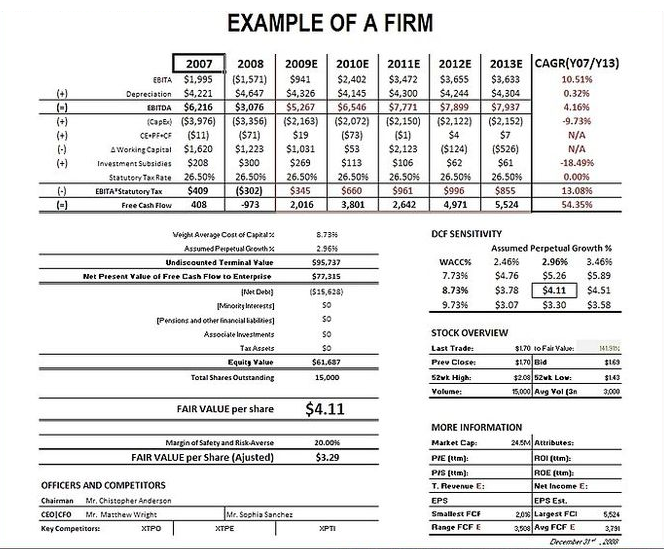 EXAMPLE OF A FIRM
2007 2008 2009E 2010E 2011E 2012E 2013E CAGR(Y07/Y13)
EBITA $1,995 ($1,571) $941 $2,402 $3,472 $3,655 $3,633 10.51%
(+) Depreciation $4,221 $4,647 $4,326 $4,145 $4,300 $4,244 $4,304 0.32%
(=) EBITDA $6,216 $3,076 $5,267 $6,546 $7,771 $7,899 $7,937 4.16%
(+) (CapEx) ($3,976) ($3,356) ($2,163) ($2,072) ($2,150) ($2,122) ($2,152) -9.73%
(+) CE+PF+CF ($11) ($71) $19 ($73) ($1) $4 $7 N/A
(-) Δ Working Capital $1,620 $1,223 $1,031 $53 $2,123 ($124) ($526) N/A
(+) Investment Subsidies $208 $300 $269 $113 $106 $62 $61 -18.49%
Statutory Tax Rate 26.50% 26.50% 26.50% 26.50% 26.50% 26.50% 26.50% 0.00%
(-) EBITA*Statutory Tax $409 ($302) $345 $660 $961 $996 $855 13.08%
(=) Free Cash Flow 408 -973 2,016 3,801 2,642 4,971 5,524 54.35%
Weight Average Cost of Capital % 8.73%
Assumed Perpetual Growth % 2.96%
Undiscounted Terminal Value $95,737
Net Present Value of Free Cash Flow to Enterprise $77,315
(Net Debt) ($15,628)
(Minority Interests) $0
(Pensions and other financial liabilities) $0
Associate Investments $0
Tax Assets $0
Equity Value $61,687
Total Shares Outstanding 15,000
FAIR VALUE per share $4.11
Margin of Safety and Risk-Averse 20.00%
FAIR VALUE per Share (Ajusted) $3.29
OFFICERS AND COMPETITORS
Chairman Mr. Chistopher Anderson
CEO|CFO Mr. Matthew Wright Mr. Sophia Sanchez
Key Competitors: XTPO XTPE XPTI
DCF SENSITIVITY
Assumed Perpetual Growth %
WACC% 2.46% 2.96% 3.46%
7.73% $4.76 $5.26 $5.89
8.73% $3.78 $4.11 $4.51
9.73% $3.07 $3.30 $3.58
STOCK OVERVIEW
Last Trade: $1.70 to Fair Value: 141.91%
Prev Close: $1.70 Bid $1.69
52wk High: $2.08 52wk Low: $1.43
Volume: 15,000 Avg Vol (3n 3,000
MORE INFORMATION
Market Cap: 24.5M Attributes:
P/E (ttm): ROI (ttm):
P/S (ttm): ROE (ttm):
T. Revenue E: Net Income E:
EPS EPS Est.
Smallest FCF 2,016 Largest FCI 5,524
Range FCF E 3,508 Avg FCF E 3,791
December 31st, 2008